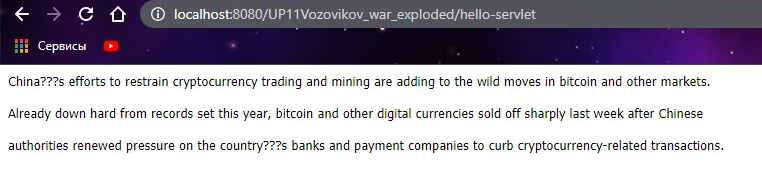 localhost:8080/UP11Vozovikov_war_exploded/hello-servlet
Сервисы
China???s efforts to restrain cryptocurrency trading and mining are adding to the wild moves in bitcoin and other markets.
Already down hard from records set this year, bitcoin and other digital currencies sold off sharply last week after Chinese
authorities renewed pressure on the country???s banks and payment companies to curb cryptocurrency-related transactions.